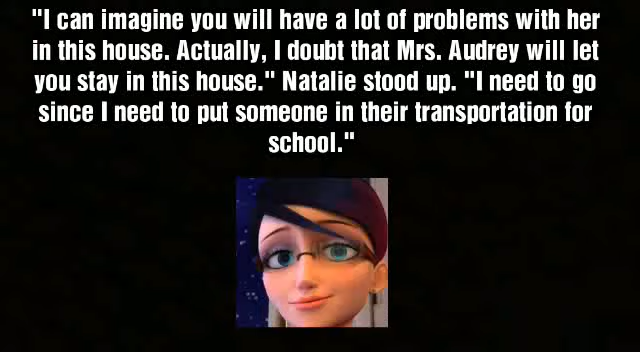 "I can imagine you will have a lot of problems with her
in this house. Actually, I doubt that Mrs. Audrey will let
you stay in this house." Natalie stood up. "I need to go
since I need to put someone in their transportation for
school."